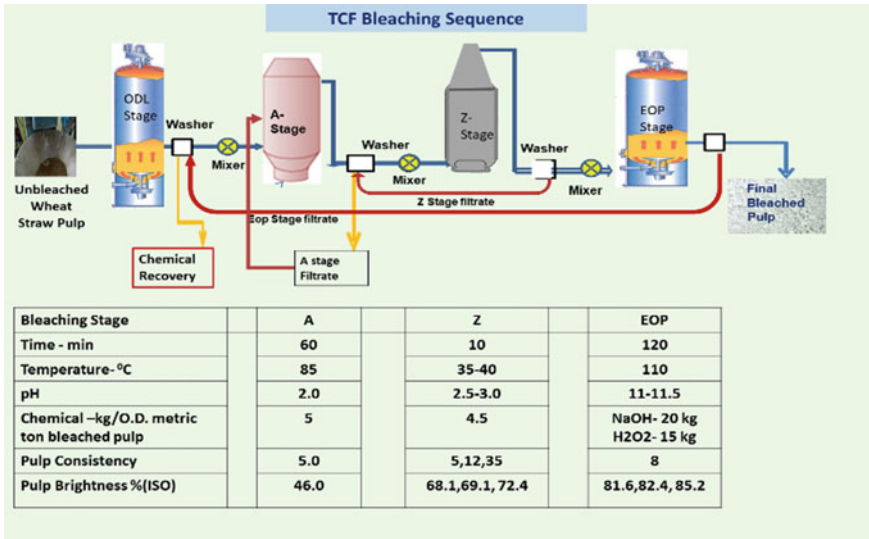 TCF Bleaching Sequence
ODL
Stage
Washer
Mixer
A-
Stage
Washer
Mixer
Z-
Stage
Washer
Mixer
EOP
Stage
Unbleached
Wheat
Straw Pulp
Z Stage filtrate
Eop Stage filtrate
Final
Bleached
Pulp
Chemical
Recovery
A stage
Filtrate
Bleaching Stage A Z EOP
Time - min 60 10 120
Temperature- ⁰C 85 35-40 110
pH 2.0 2.5-3.0 11-11.5
Chemical –kg/O.D. metric 5 4.5 NaOH- 20 kg
ton bleached pulp H2O2- 15 kg
Pulp Consistency 5.0 5,12,35 8
Pulp Brightness %(ISO) 46.0 68.1,69.1, 72.4 81.6,82.4, 85.2